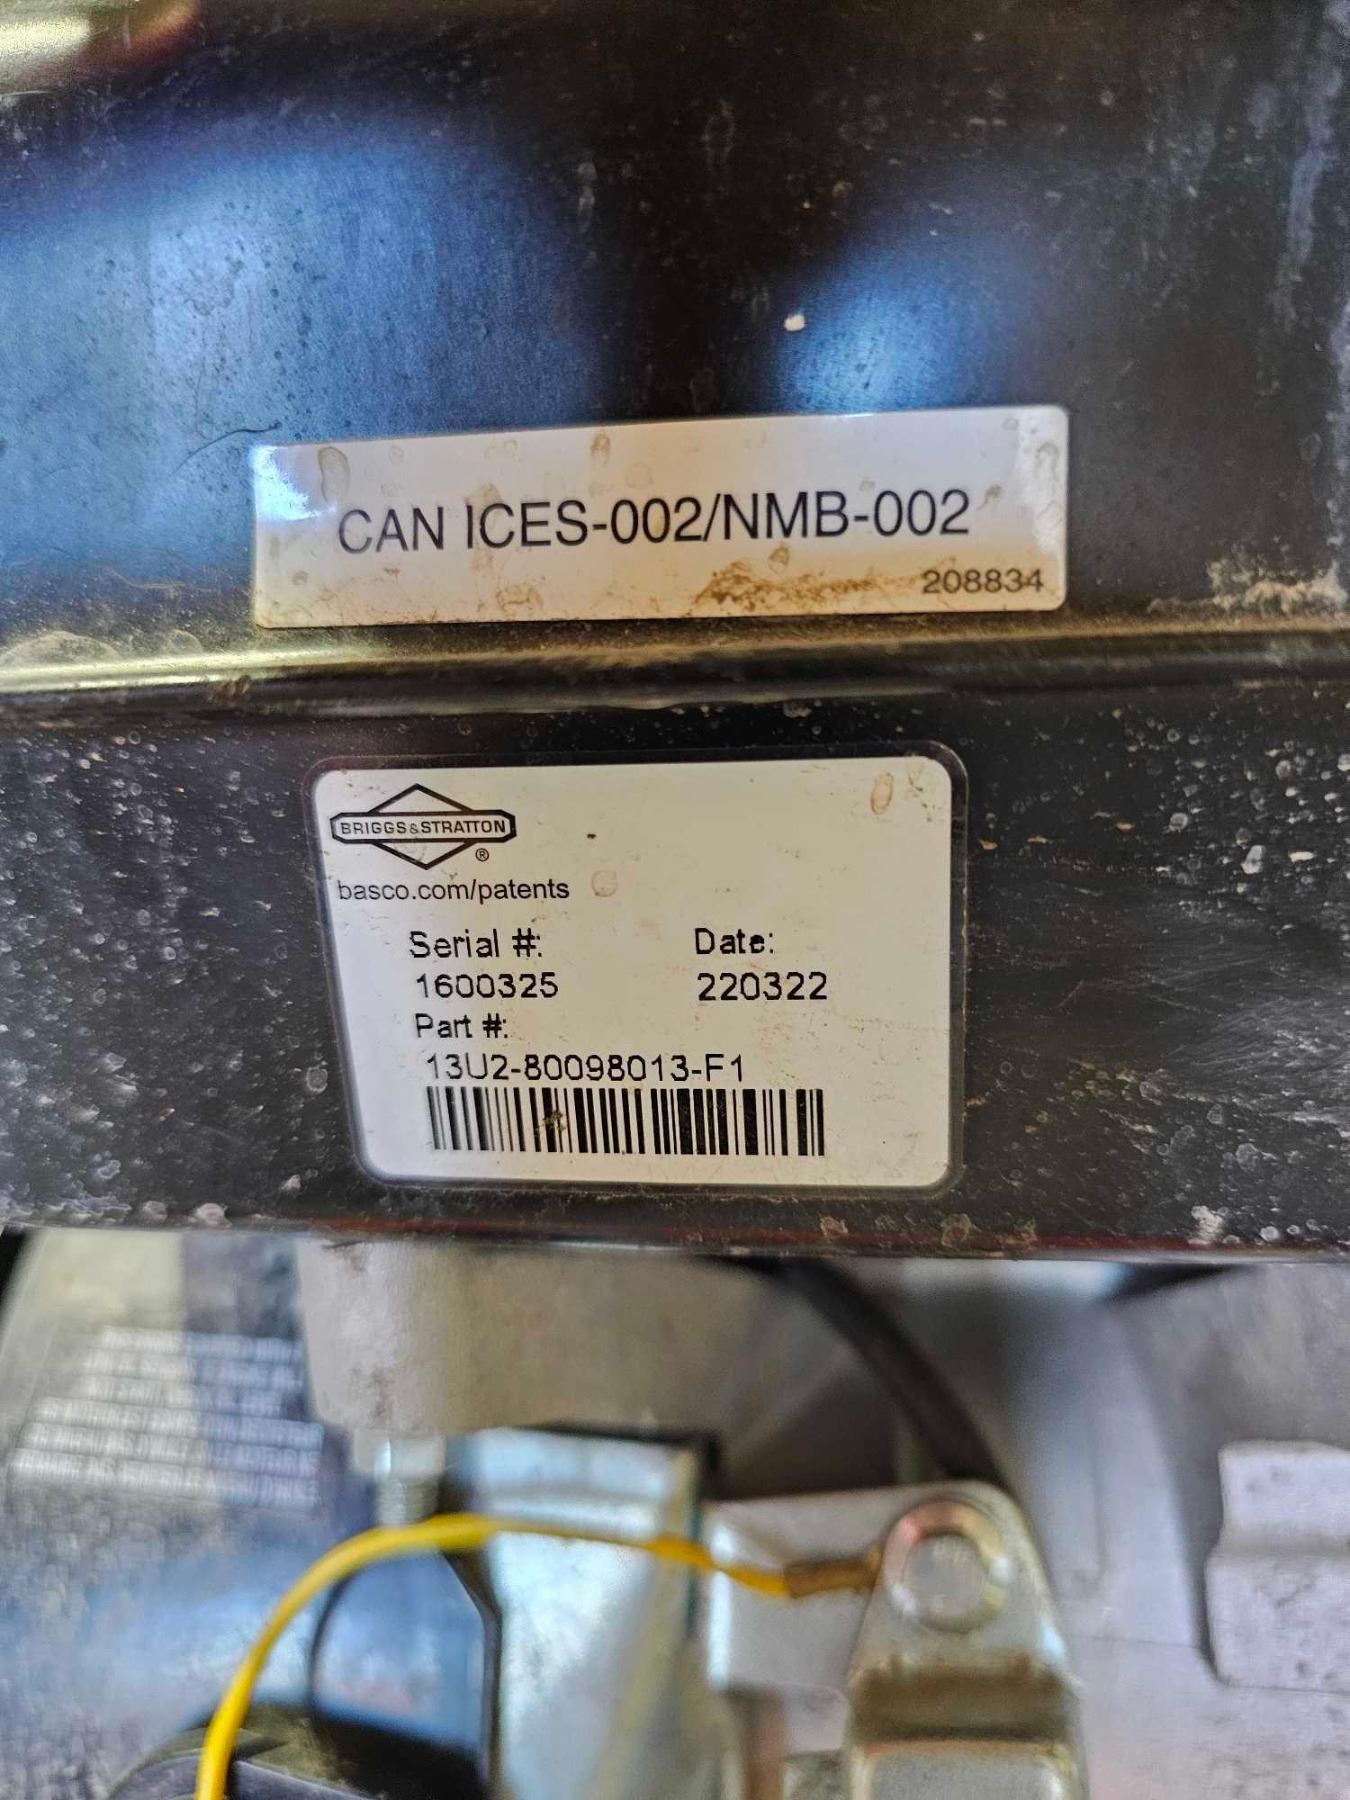 CAN ICES-002/NMB-002
208834
BRIGGS&STRATTON
®
basco.com/patents
Serial #: Date:
1600325 220322
Part #:
13U2-80098013-F1